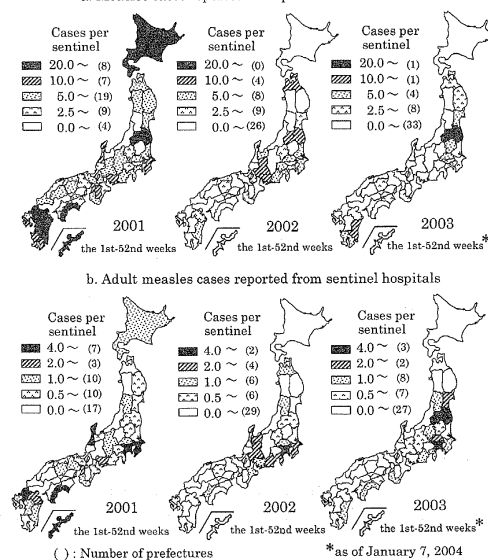 Cases per
sentinel
20.0 ~ (8)
10.0 ~ (7)
5.0 ~ (19)
2.5 ~ (9)
0.0 ~ (4)
2001
the 1st-52nd weeks
Cases per
sentinel
20.0 ~ (0)
10.0 ~ (4)
5.0 ~ (8)
2.5 ~ (9)
0.0 ~ (26)
2002
the 1st-52nd weeks
Cases per
sentinel
20.0 ~ (1)
10.0 ~ (1)
5.0 ~ (4)
2.5 ~ (8)
0.0 ~ (33)
2003
the 1st-52nd weeks*
b. Adult measles cases reported from sentinel hospitals
Cases per
sentinel
4.0 ~ (7)
2.0 ~ (3)
1.0 ~ (10)
0.5 ~ (10)
0.0 ~ (17)
2001
the 1st-52nd weeks
Cases per
sentinel
4.0 ~ (2)
2.0 ~ (4)
1.0 ~ (6)
0.5 ~ (6)
0.0 ~ (29)
2002
the 1st-52nd weeks
Cases per
sentinel
4.0 ~ (3)
2.0 ~ (2)
1.0 ~ (8)
0.5 ~ (7)
0.0 ~ (27)
2003
the 1st-52nd weeks*
( ) : Number of prefectures
*as of January 7, 2004